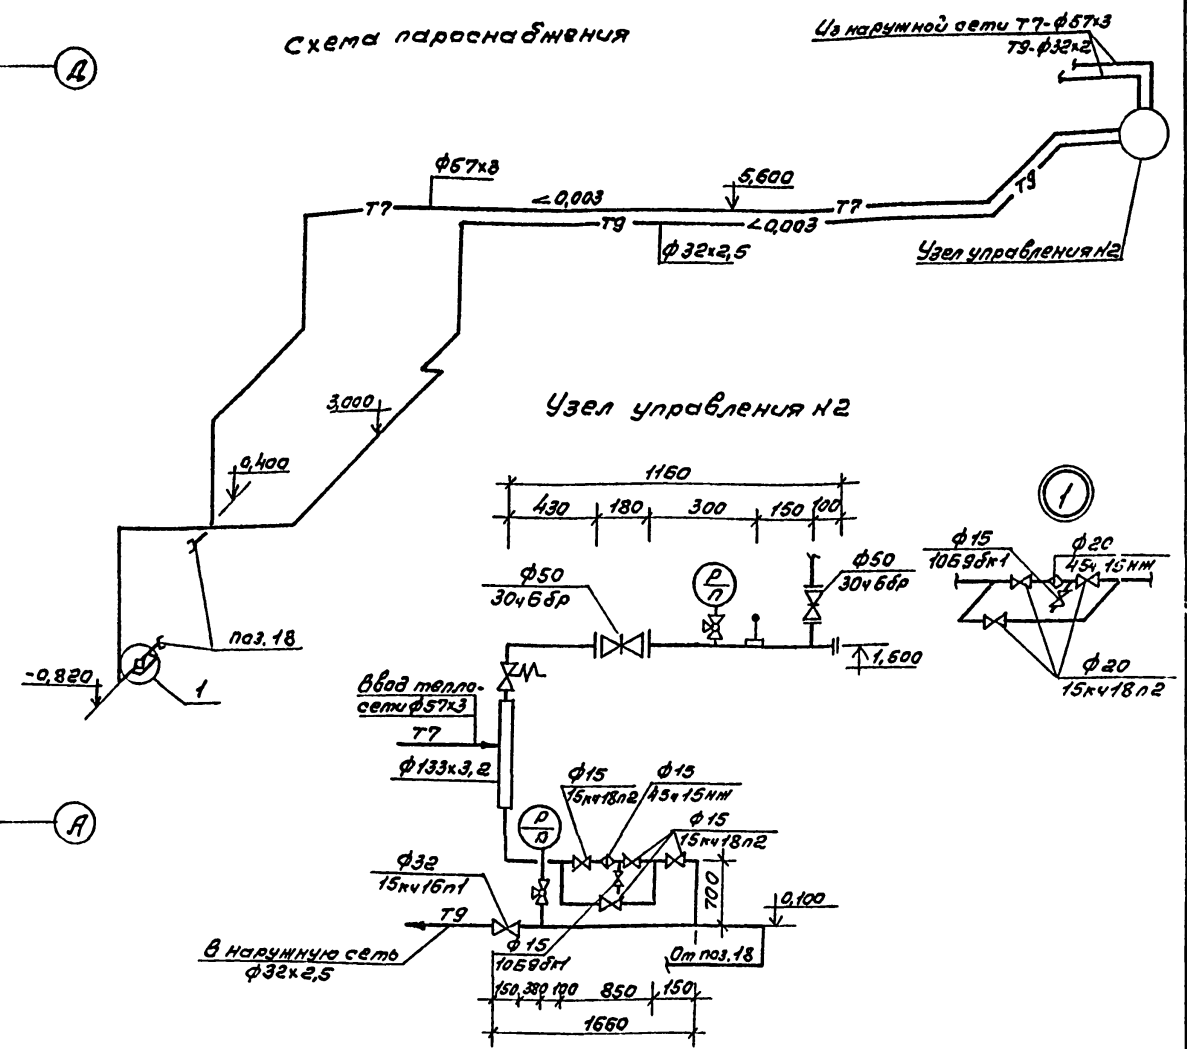 Схема пароснабжения
Из наружной сети Т7-ф57х3
Т9-ф32х2
Д
ф57х3
<0,003
5,600
Т7
Т7
Т9
Т9
<0,003
ф32х2,5
Узел управления N2
3,000
Узел управления N2
0,400
1160
430 180 300 150 100
1
ф15
10Б9бк1
ф20
45ч15нж
ф50
30ч6бр
Р
П
ф50
30ч6бр
поз.18
-0,820
1
1,600
ф20
15кч18п2
Ввод тепло-
сети ф57х3
Т7
ф133х3,2
ф15
15кч18п2
ф15
45ч15нж
А
Р
П
ф15
15кч18п2
ф32
15кч16п1
700
0,100
Т9
В наружную сеть
ф32х2,5
ф15
10Б9бк1
От поз.18
150 380 100 850 150
1660